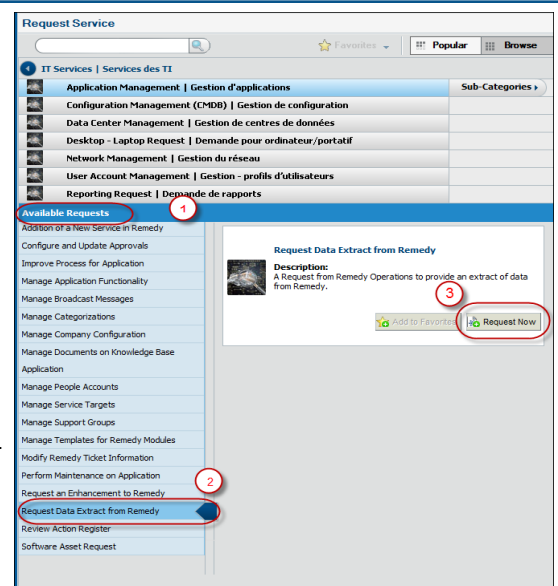 Request Service
Favorites
Popular
Browse
IT Services | Services des TI
Application Management | Gestion d'applications
Sub-Categories
Configuration Management (CMDB) | Gestion de configuration
Data Center Management | Gestion de centres de données
Desktop - Laptop Request | Demande pour ordinateur/portatif
Network Management | Gestion du réseau
User Account Management | Gestion - profils d'utilisateurs
Reporting Request | Demande de rapports
Available Requests
1
Addition of a New Service in Remedy
Configure and Update Approvals
Improve Process for Application
Manage Application Functionality
Manage Broadcast Messages
Manage Categorizations
Manage Company Configuration
Manage Documents on Knowledge Base
Application
Manage People Accounts
Manage Service Targets
Manage Support Groups
Manage Templates for Remedy Modules
Modify Remedy Ticket Information
Perform Maintenance on Application
2
Request an Enhancement to Remedy
Request Data Extract from Remedy
Review Action Register
Software Asset Request
Request Data Extract from Remedy
Description:
A Request from Remedy Operations to provide an extract of data
from Remedy.
3
Add to Favorites
Request Now